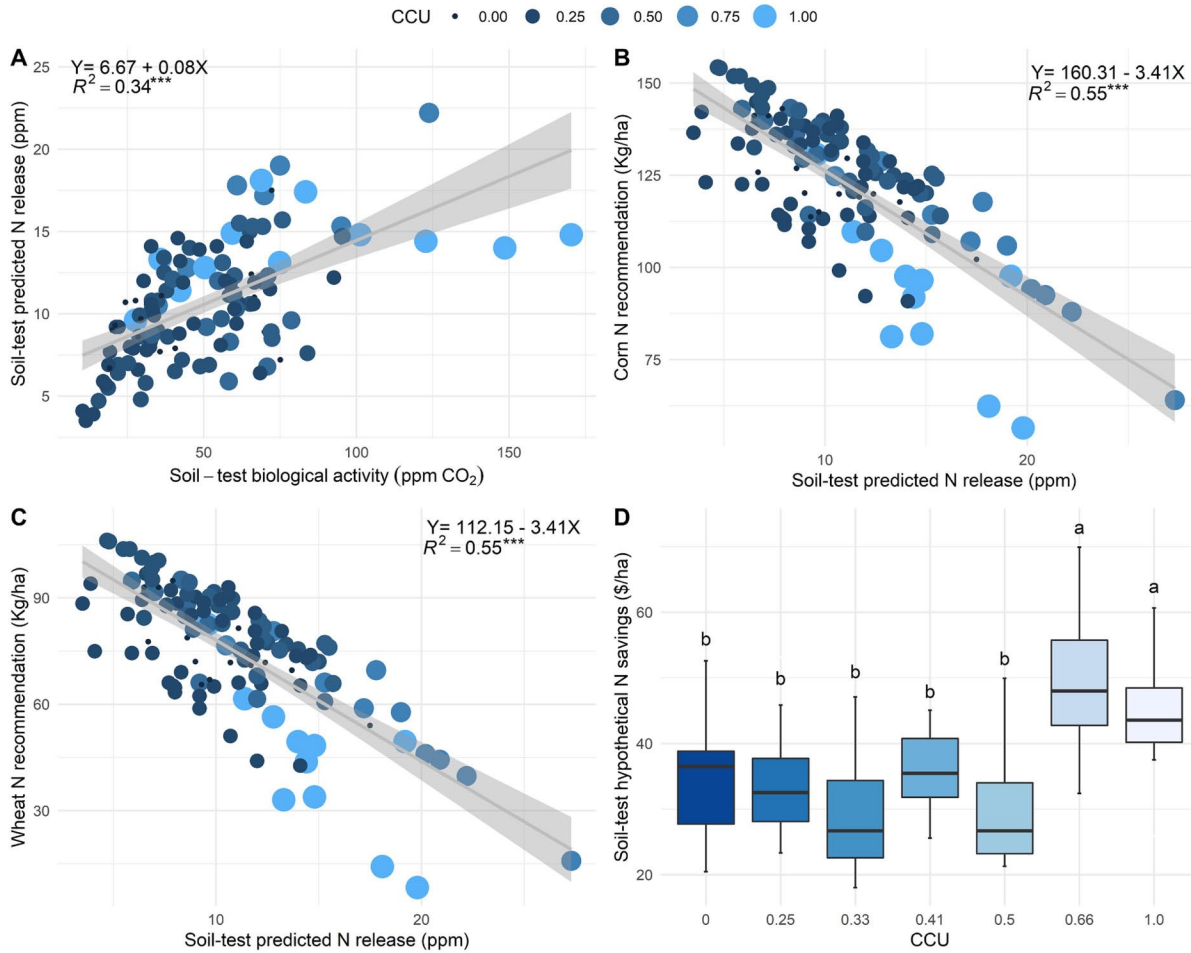 CCU 0.00 0.25 0.50 0.75 1.00
A
Y= 6.67 + 0.08X
R² = 0.34***
25
20
15
10
5
Soil-test predicted N release (ppm)
50 100 150
Soil – test biological activity (ppm CO₂)
B
Y= 160.31 - 3.41X
R² = 0.55***
150
125
100
75
Corn N recommendation (Kg/ha)
10 20
Soil-test predicted N release (ppm)
C
Y= 112.15 - 3.41X
R² = 0.55***
90
60
30
Wheat N recommendation (Kg/ha)
10 20
Soil-test predicted N release (ppm)
D
a
a
b
b
b
b
b
60
40
20
Soil-test hypothetical N savings ($/ha)
0 0.25 0.33 0.41 0.5 0.66 1.0
CCU